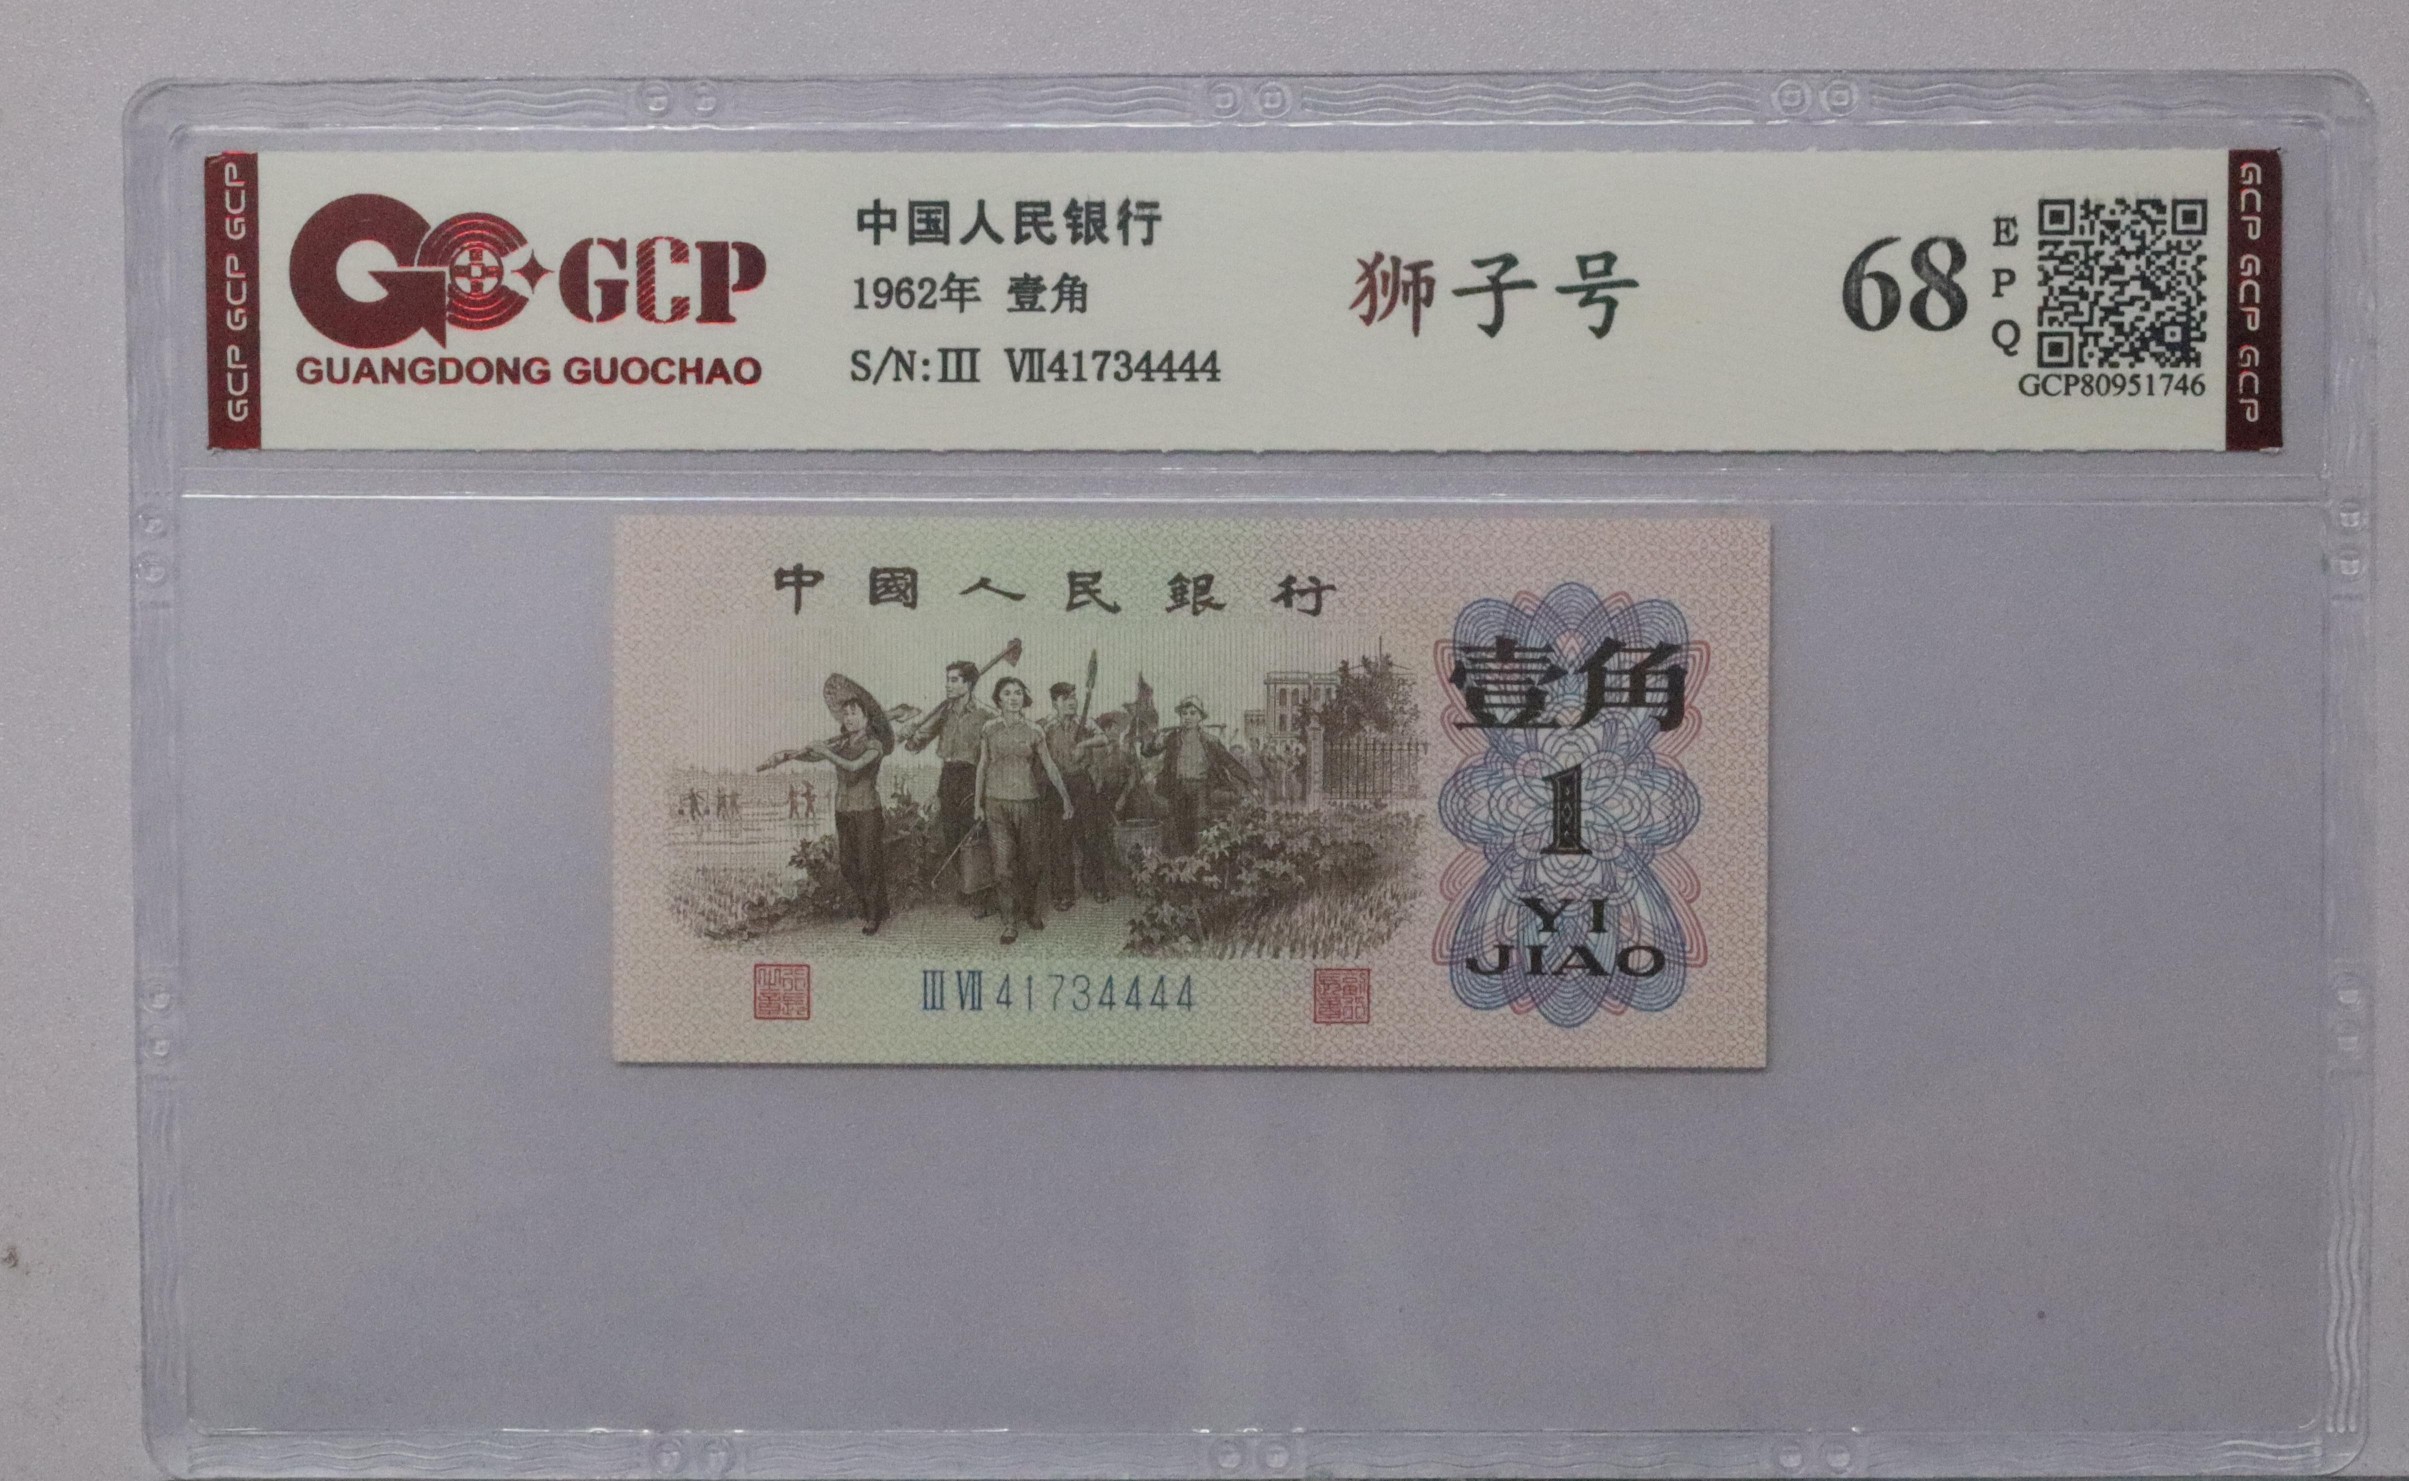 GCP GCP GCP
GCP
GUANGDONG GUOCHAO
中国人民银行
1962年 壹角
S/N:Ⅲ Ⅶ41734444
狮子号
68
E
P
Q
GCP80951746
GCP GCP GCP
中國人民銀行
壹角
1
YI
JIAO
Ⅲ Ⅶ 41734444